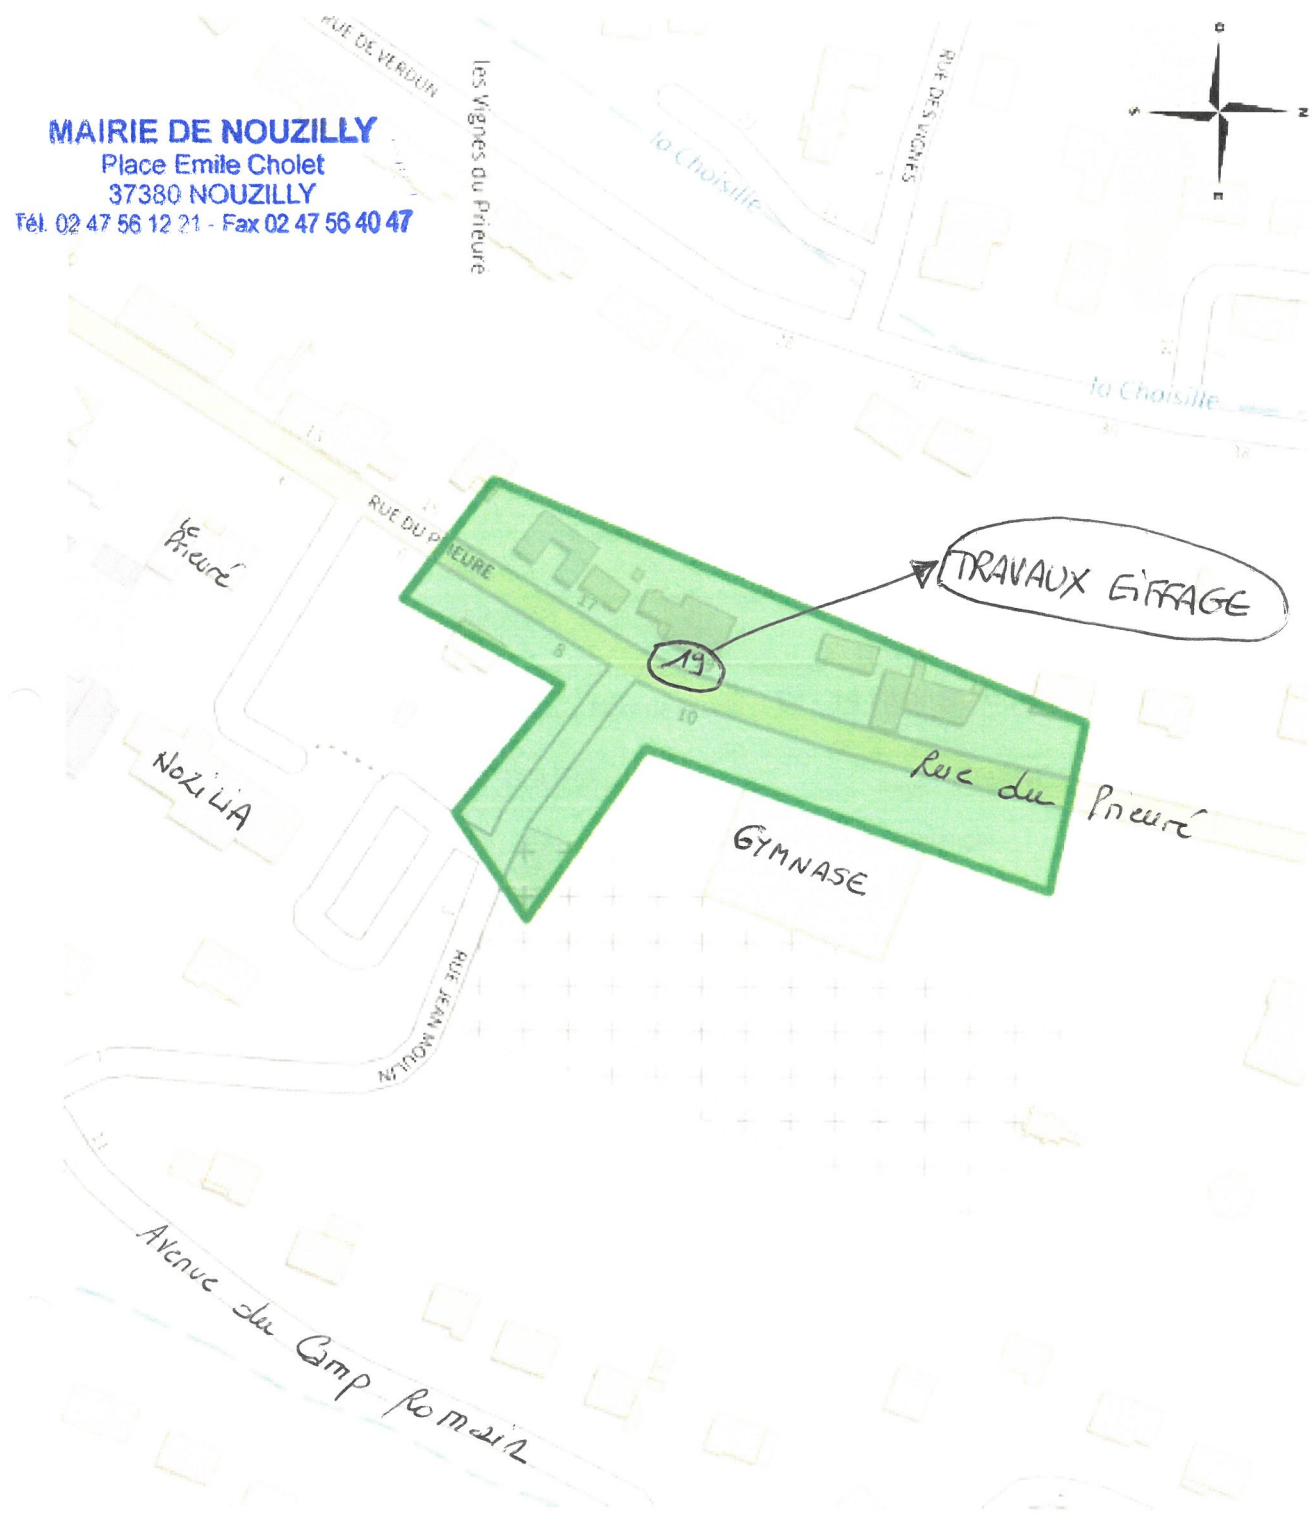 RUE DE VERDUN
les Vignes du Prieuré
RUE DES VIGNES
O
S
N
E
MAIRIE DE NOUZILLY
Place Emile Cholet
37380 NOUZILLY
Tél. 02 47 56 12 21 - Fax 02 47 56 40 47
la Choisille
la Choisille
RUE DU PRIEURE
Le
Prieuré
TRAVAUX EIFFAGE
17
8
19
10
Rue du Prieuré
NOZILIA
GYMNASE
RUE JEAN MOULIN
Avenue du Camp Romain